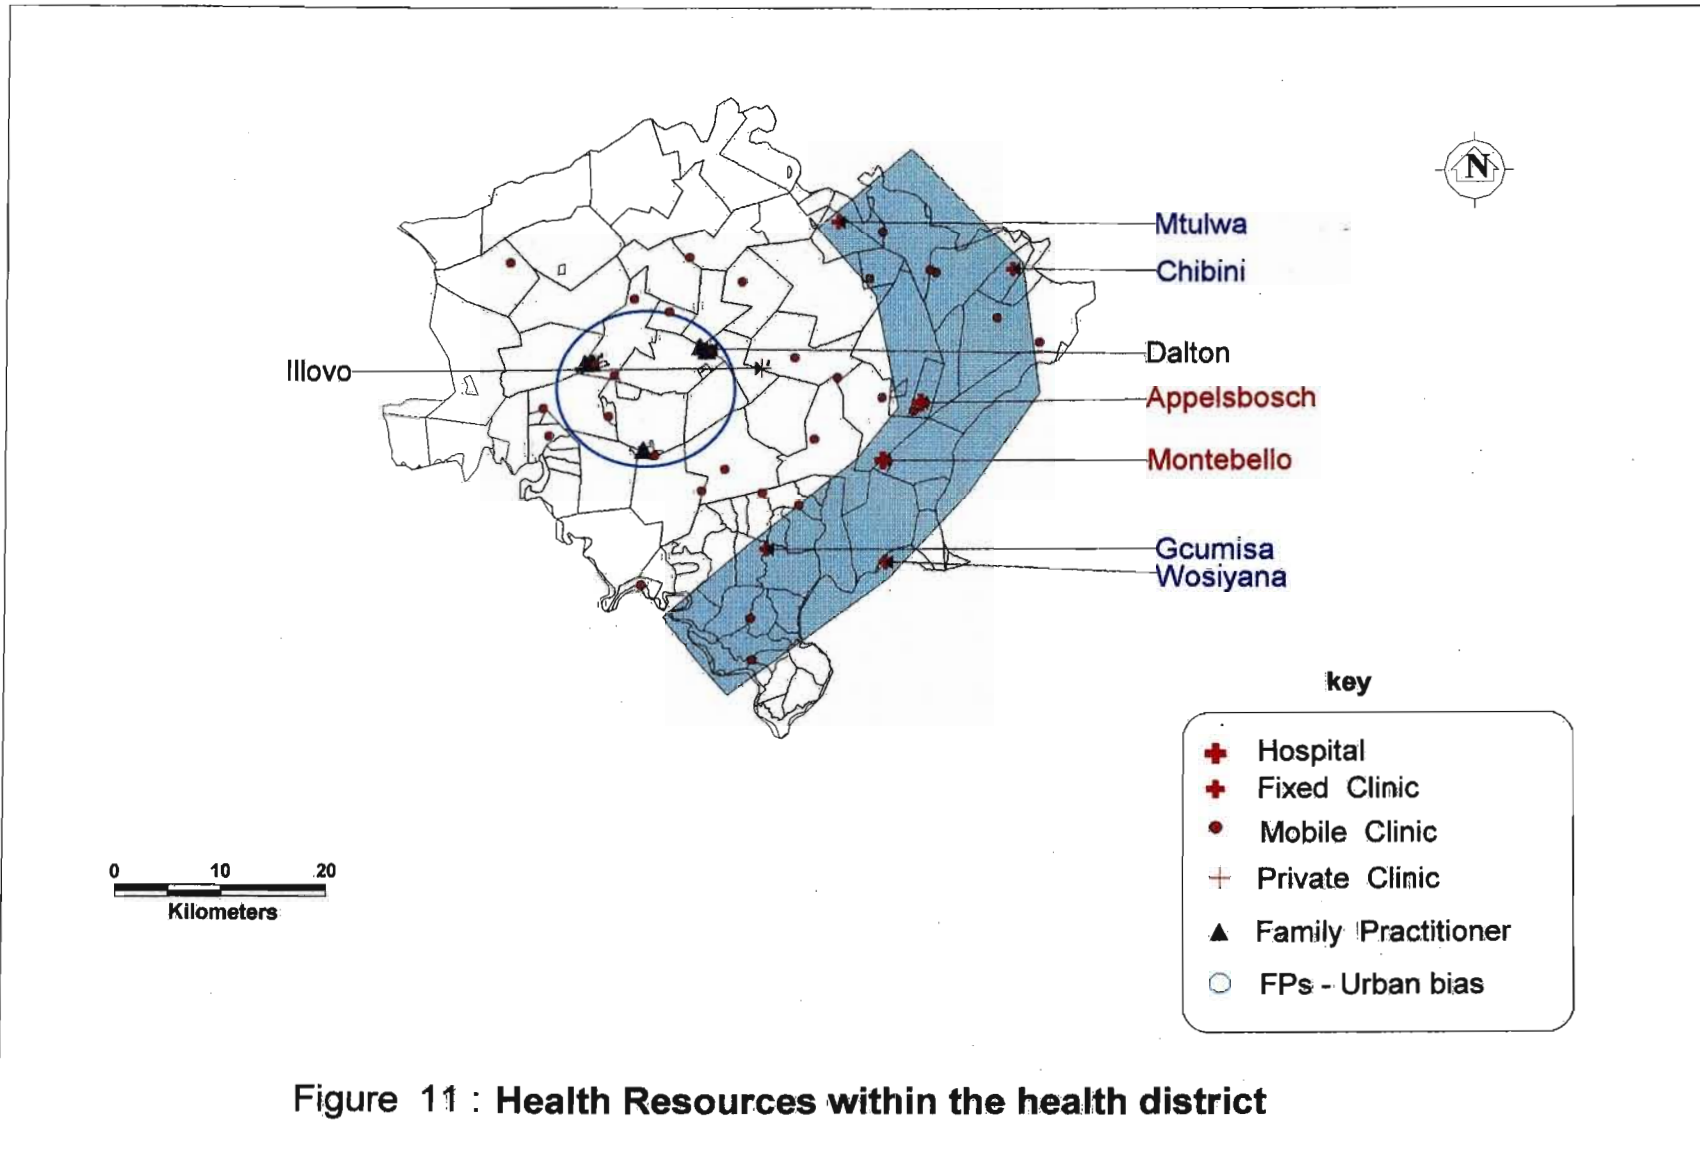 N
Mtulwa
Chibini
Illovo
Dalton
Appelsbosch
Montebello
Gcumisa
Wosiyana
key
Hospital
Fixed Clinic
Mobile Clinic
Private Clinic
Family Practitioner
FPs - Urban bias
0 10 20
Kilometers
Figure 11 : Health Resources within the health district